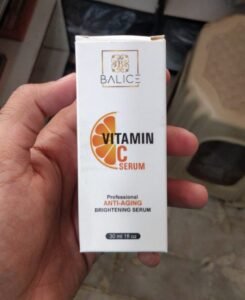 BALICE
VITAMIN
C
SERUM
Professional
ANTI-AGING
BRIGHTENING SERUM
30 ml 1fl oz